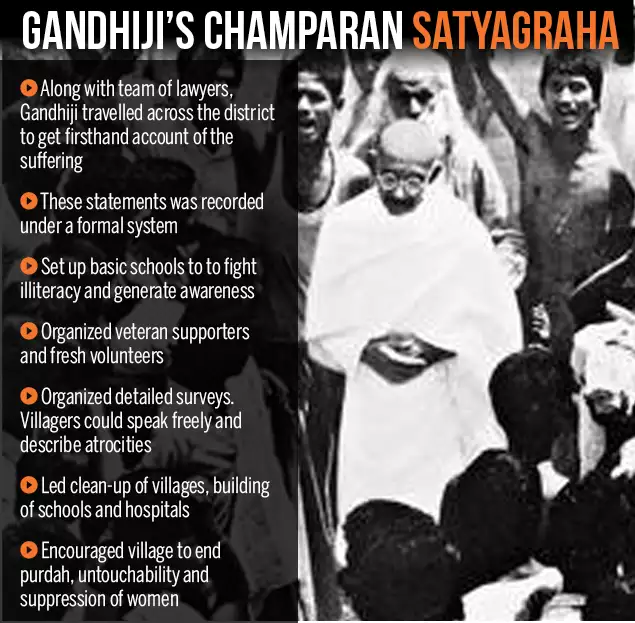 GANDHIJI'S CHAMPARAN SATYAGRAHA
Along with team of lawyers,
Gandhiji travelled across the district
to get firsthand account of the
suffering
These statements was recorded
under a formal system
Set up basic schools to to fight
illiteracy and generate awareness
Organized veteran supporters
and fresh volunteers
Organized detailed surveys.
Villagers could speak freely and
describe atrocities
Led clean-up of villages, building
of schools and hospitals
Encouraged village to end
purdah, untouchability and
suppression of women